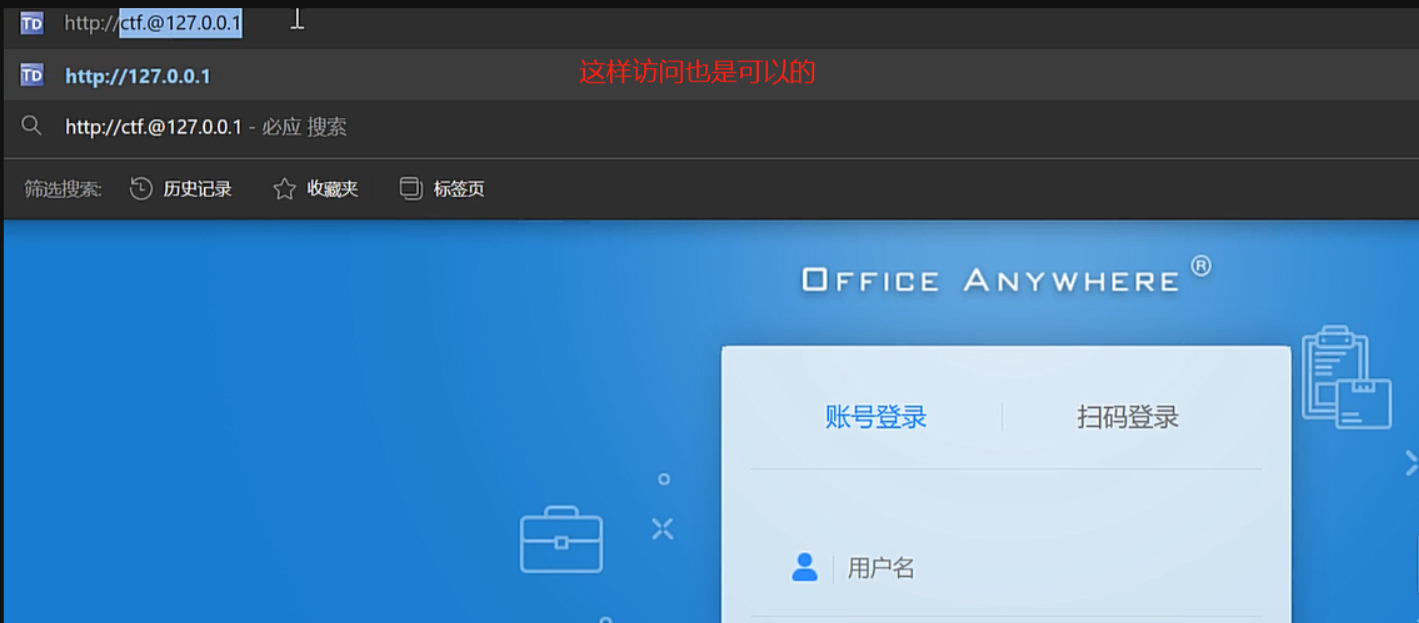 TD http://ctf.@127.0.0.1
TD http://127.0.0.1 这样访问也是可以的
http://ctf.@127.0.0.1 - 必应 搜索
筛选搜索: 历史记录 收藏夹 标签页
OFFICE ANYWHERE ®
账号登录 扫码登录
用户名